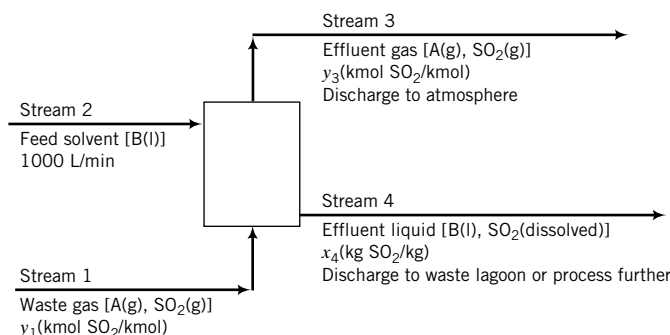 Stream 3
Effluent gas [A(g), SO₂(g)]
y₃(kmol SO₂/kmol)
Discharge to atmosphere
Stream 2
Feed solvent [B(l)]
1000 L/min
Stream 4
Effluent liquid [B(l), SO₂(dissolved)]
x₄(kg SO₂/kg)
Discharge to waste lagoon or process further
Stream 1
Waste gas [A(g), SO₂(g)]
y₁(kmol SO₂/kmol)